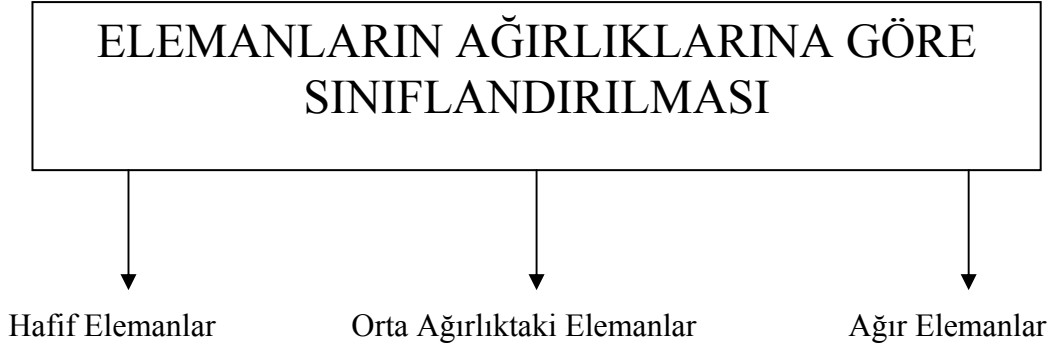 ELEMANLARIN AĞIRLIKLARINA GÖRE
SINIFLANDIRILMASI
Hafif Elemanlar
Orta Ağırlıktaki Elemanlar
Ağır Elemanlar